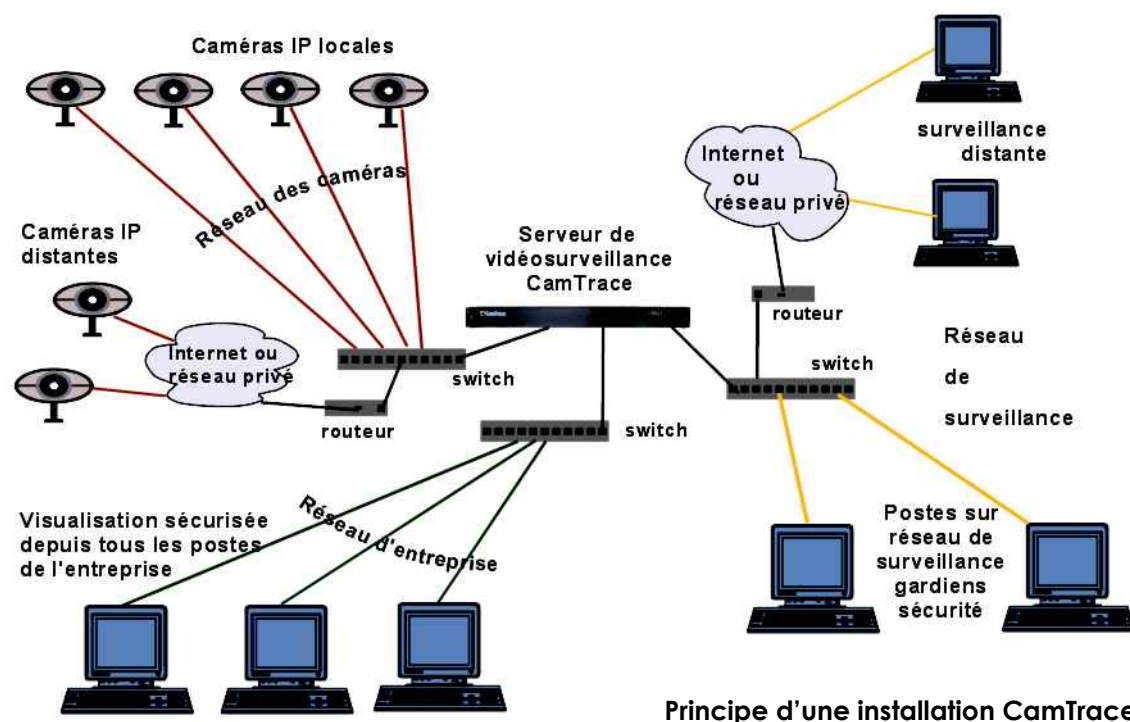 Caméras IP locales
Réseau des caméras
Caméras IP
distantes
Internet ou
réseau privé
routeur
switch
Serveur de
vidéosurveillance
CamTrace
switch
Internet
ou
réseau privé
surveillance
distante
routeur
switch
Réseau
de
surveillance
Visualisation sécurisée
depuis tous les postes
de l'entreprise
Réseau d'entreprise
Postes sur
réseau de
surveillance
gardiens
sécurité
Principe d’une installation CamTrace